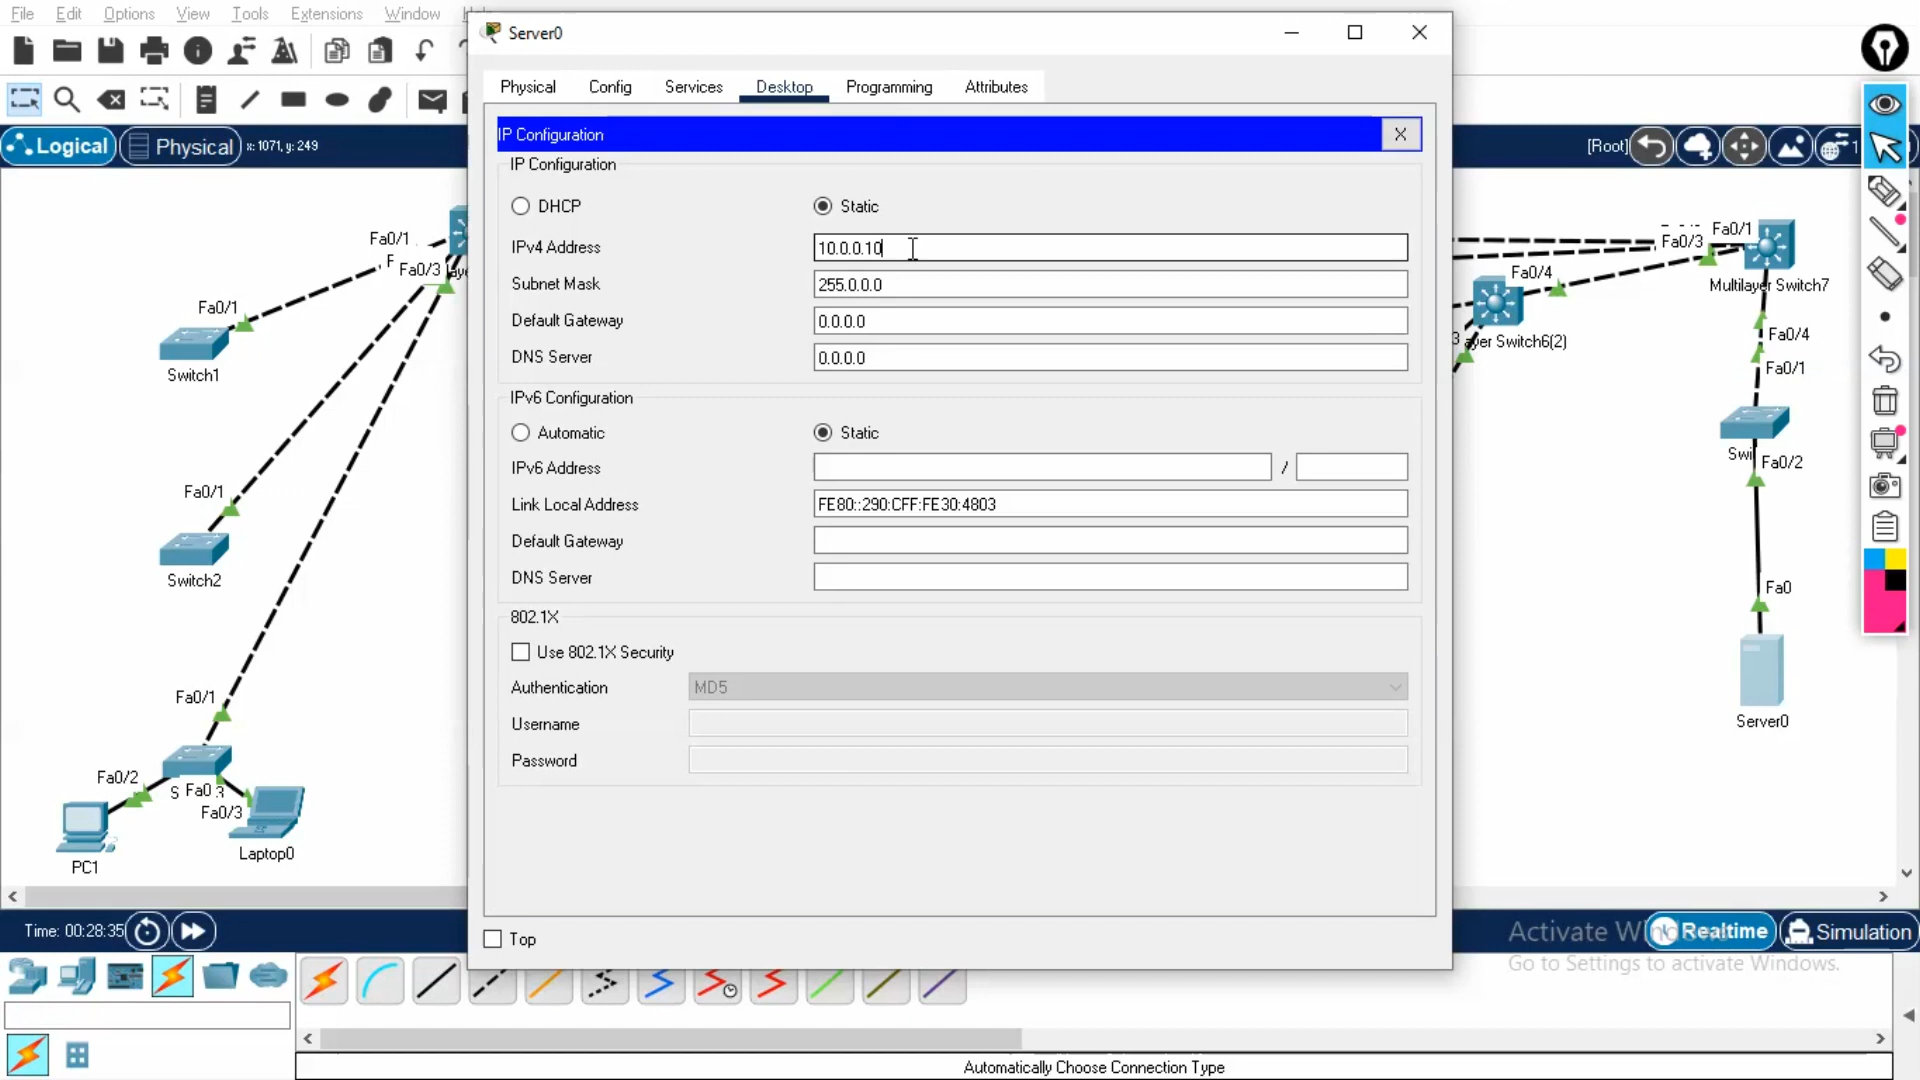 File Edit Options View Tools Extensions Window
Server0
Physical Config Services Desktop Programming Attributes
Logical Physical x: 1071, y: 249
[Root]
IP Configuration
X
IP Configuration
DHCP Static
IPv4 Address 10.0.0.10
Subnet Mask 255.0.0.0
Default Gateway 0.0.0.0
DNS Server 0.0.0.0
IPv6 Configuration
Automatic Static
IPv6 Address /
Link Local Address FE80::290:CFF:FE30:4803
Default Gateway
DNS Server
802.1X
Use 802.1X Security
Authentication MD5
Username
Password
Top
Fa0/1
Fa0/3
Fa0/1
Switch1
Fa0/1
Switch2
Fa0/1
Fa0/2
Fa0/3
PC1
Laptop0
Fa0/1
Fa0/3
Multilayer Switch7
Fa0/4
ayer Switch6(2)
Fa0/4
Fa0/1
Swi
Fa0/2
Fa0
Server0
Time: 00:28:35
Realtime Simulation
Activate Wind
Go to Settings to activate Windows.
Automatically Choose Connection Type